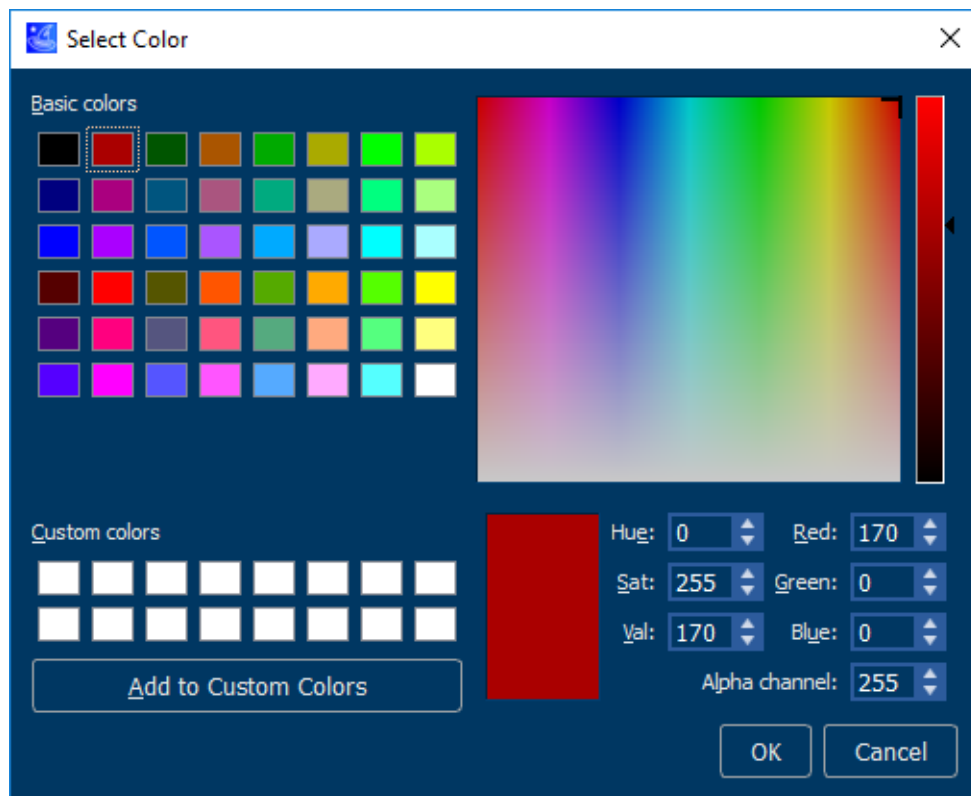 Select Color
Basic colors
Custom colors
Add to Custom Colors
Hue: 0
Red: 170
Sat: 255
Green: 0
Val: 170
Blue: 0
Alpha channel: 255
OK
Cancel